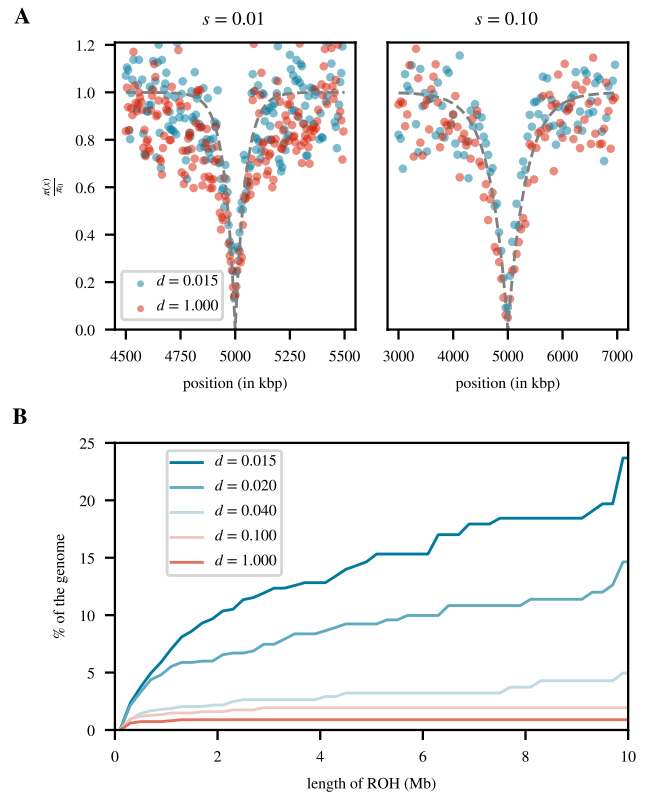 A
s = 0.01
s = 0.10
1.2
1.0
0.8
0.6
0.4
0.2
0.0
π(x)
π₀
d = 0.015
d = 1.000
4500 4750 5000 5250 5500
3000 4000 5000 6000 7000
position (in kbp)
position (in kbp)
B
25
20
15
10
5
0
% of the genome
d = 0.015
d = 0.020
d = 0.040
d = 0.100
d = 1.000
0 2 4 6 8 10
length of ROH (Mb)